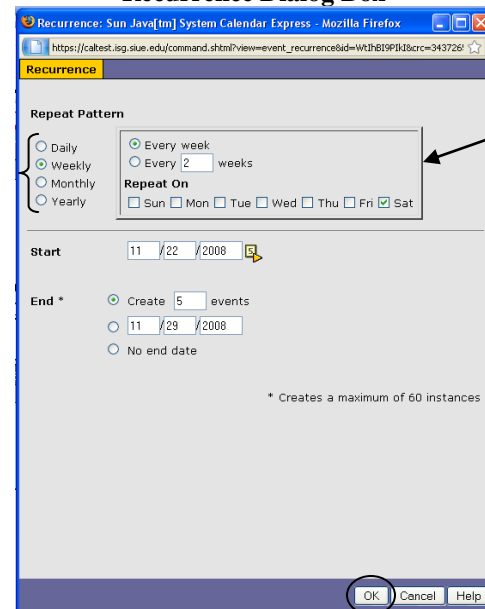 Recurrence Dialog Box
Recurrence: Sun Java[tm] System Calendar Express - Mozilla Firefox
https://caltest.isg.siue.edu/command.shtml?view=event_recurrence&id=WtIhBI9PIkI&crc=343726
Recurrence
Repeat Pattern
Daily
Weekly
Monthly
Yearly
Every week
Every 2 weeks
Repeat On
Sun Mon Tue Wed Thu Fri Sat
Start 11 / 22 / 2008
End * Create 5 events
11 / 29 / 2008
No end date
* Creates a maximum of 60 instances
OK Cancel Help